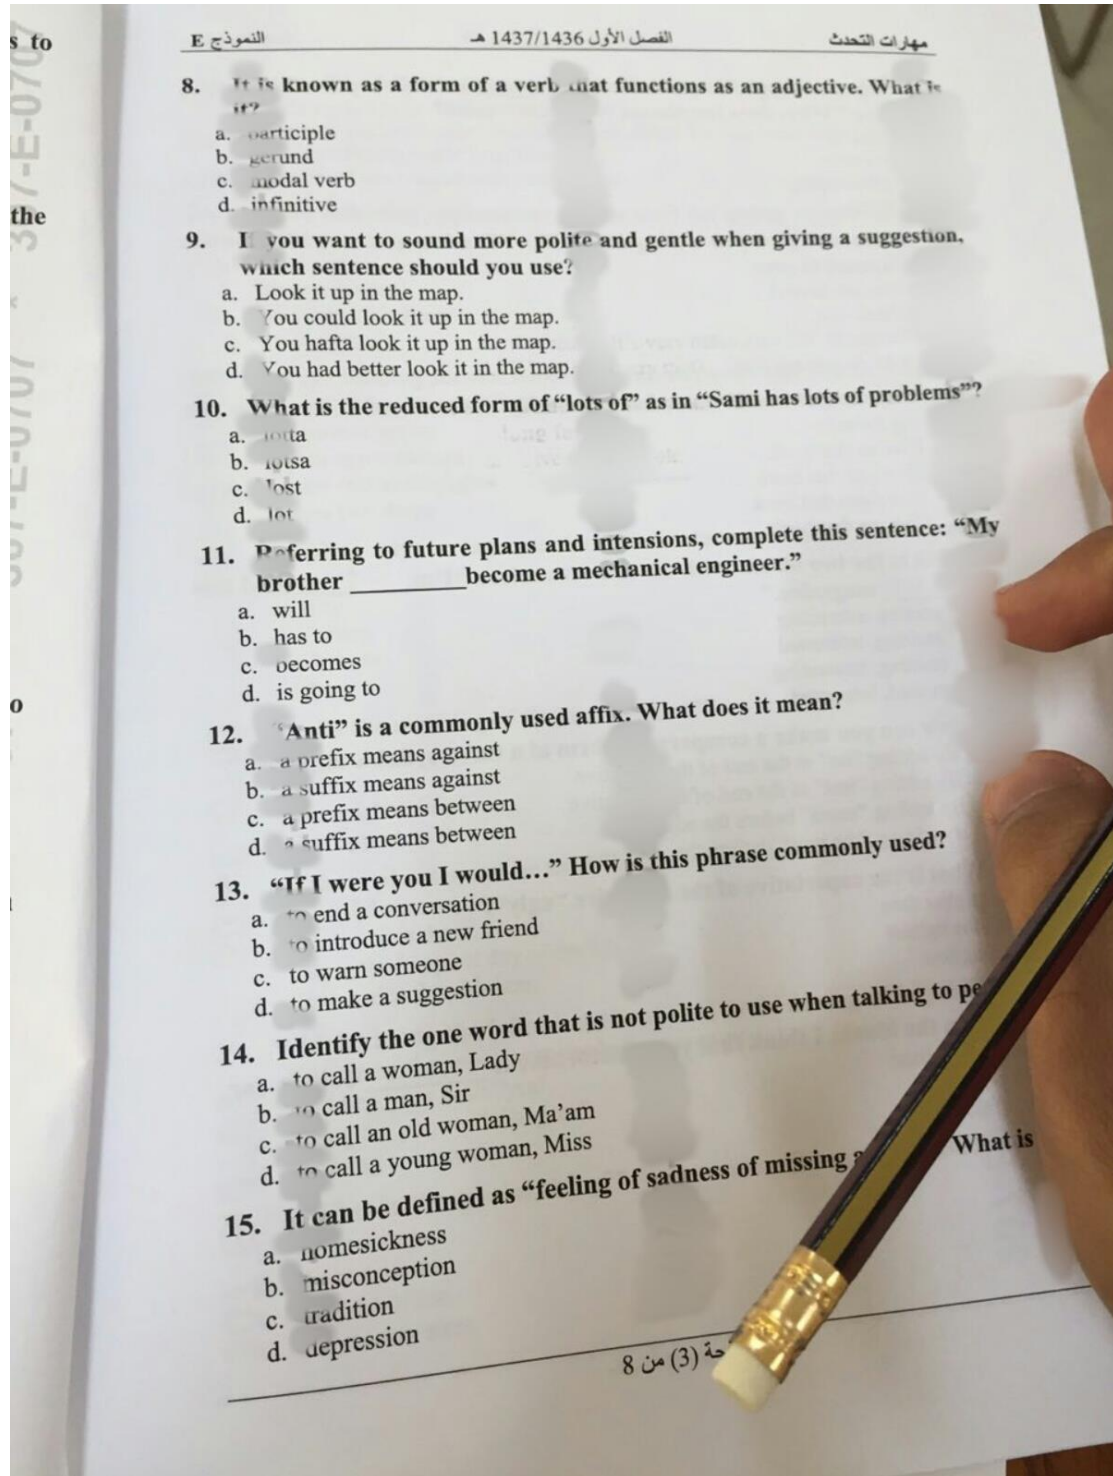 s to
the
o
307-E-0707
مهارات التحدث الفصل الأول 1437/1436 هـ النموذج E
8. It is known as a form of a verb that functions as an adjective. What is
it?
a. participle
b. gerund
c. modal verb
d. infinitive
9. If you want to sound more polite and gentle when giving a suggestion,
which sentence should you use?
a. Look it up in the map.
b. You could look it up in the map.
c. You hafta look it up in the map.
d. You had better look it in the map.
10. What is the reduced form of “lots of” as in “Sami has lots of problems”?
a. lotta
b. lotsa
c. lost
d. lot
11. Referring to future plans and intensions, complete this sentence: “My
brother ________ become a mechanical engineer.”
a. will
b. has to
c. becomes
d. is going to
12. “Anti” is a commonly used affix. What does it mean?
a. a prefix means against
b. a suffix means against
c. a prefix means between
d. a suffix means between
13. “If I were you I would…” How is this phrase commonly used?
a. to end a conversation
b. to introduce a new friend
c. to warn someone
d. to make a suggestion
14. Identify the one word that is not polite to use when talking to pe
a. to call a woman, Lady
b. to call a man, Sir
c. to call an old woman, Ma’am
d. to call a young woman, Miss
15. It can be defined as “feeling of sadness of missing What is
a. homesickness
b. misconception
c. tradition
d. depression
حة (3) من 8